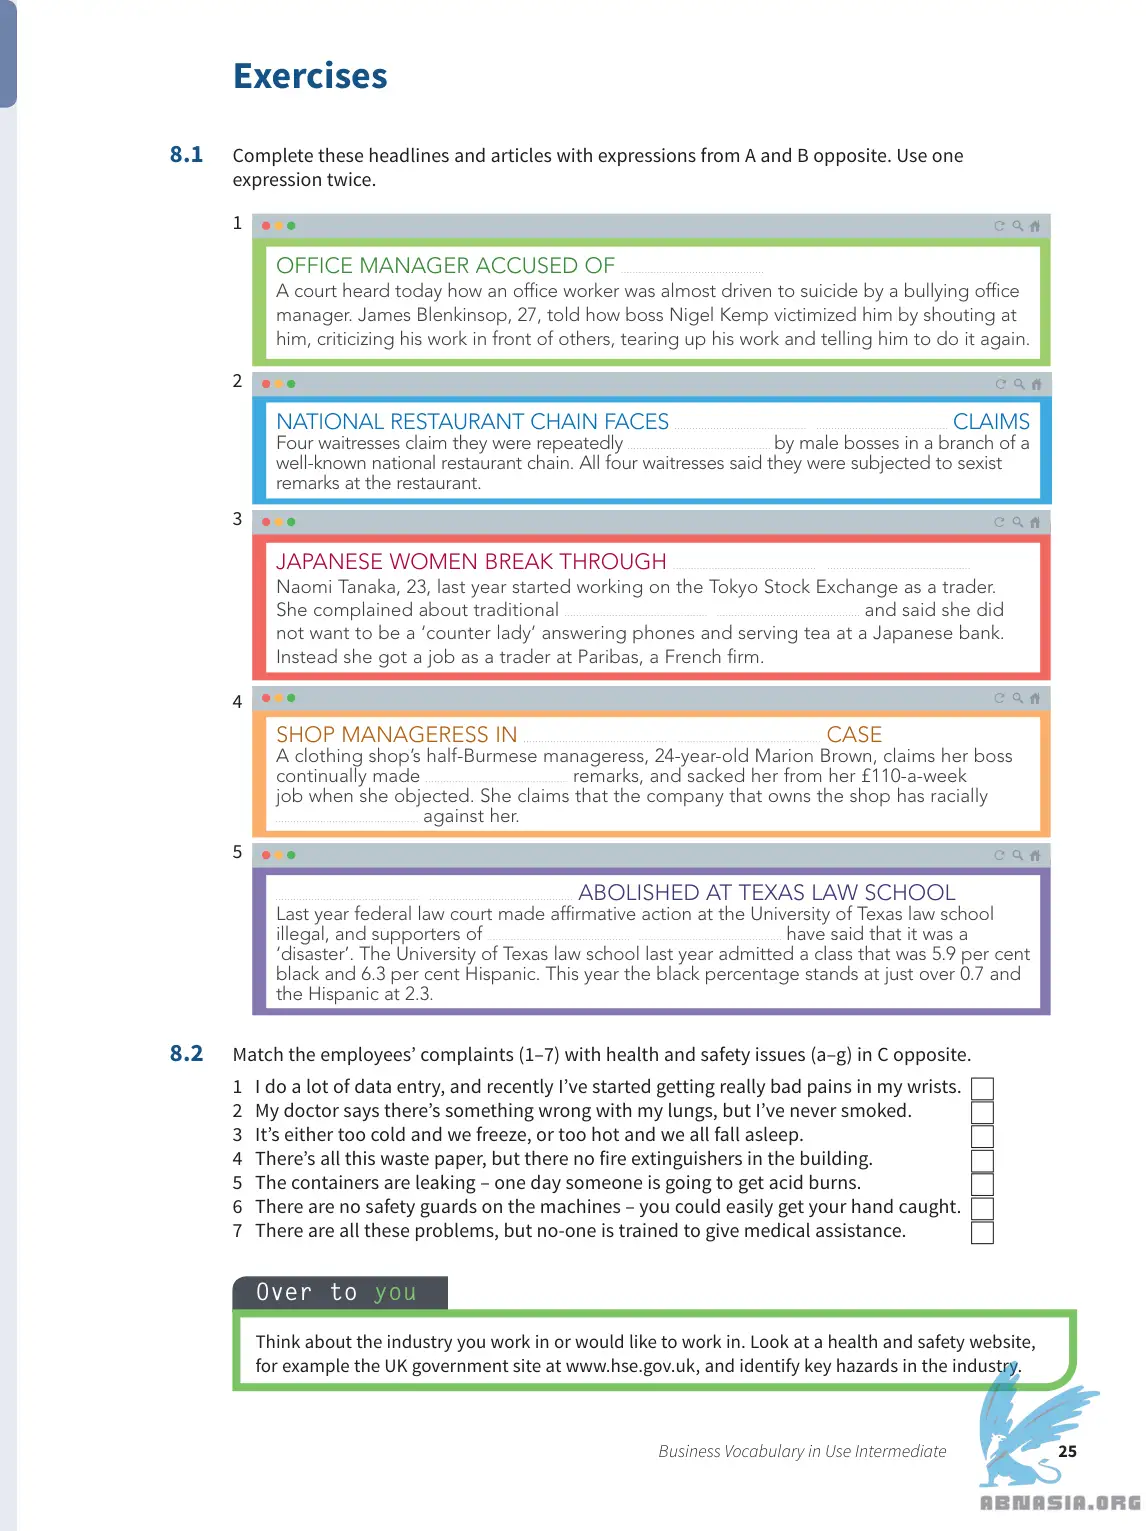 Exercises
8.1 Complete these headlines and articles with expressions from A and B opposite. Use one
expression twice.
1
OFFICE MANAGER ACCUSED OF ....................
A court heard today how an office worker was almost driven to suicide by a bullying office
manager. James Blenkinsop, 27, told how boss Nigel Kemp victimized him by shouting at
him, criticizing his work in front of others, tearing up his work and telling him to do it again.
2
NATIONAL RESTAURANT CHAIN FACES .................... .................... CLAIMS
Four waitresses claim they were repeatedly .................... by male bosses in a branch of a
well-known national restaurant chain. All four waitresses said they were subjected to sexist
remarks at the restaurant.
3
JAPANESE WOMEN BREAK THROUGH .................... ....................
Naomi Tanaka, 23, last year started working on the Tokyo Stock Exchange as a trader.
She complained about traditional .................... .................... and said she did
not want to be a ‘counter lady’ answering phones and serving tea at a Japanese bank.
Instead she got a job as a trader at Paribas, a French firm.
4
SHOP MANAGERESS IN .................... .................... CASE
A clothing shop’s half-Burmese manageress, 24-year-old Marion Brown, claims her boss
continually made .................... remarks, and sacked her from her £110-a-week
job when she objected. She claims that the company that owns the shop has racially
.................... against her.
5
.................... .................... ABOLISHED AT TEXAS LAW SCHOOL
Last year federal law court made affirmative action at the University of Texas law school
illegal, and supporters of .................... .................... have said that it was a
‘disaster’. The University of Texas law school last year admitted a class that was 5.9 per cent
black and 6.3 per cent Hispanic. This year the black percentage stands at just over 0.7 and
the Hispanic at 2.3.
8.2 Match the employees’ complaints (1–7) with health and safety issues (a–g) in C opposite.
1 I do a lot of data entry, and recently I’ve started getting really bad pains in my wrists.
2 My doctor says there’s something wrong with my lungs, but I’ve never smoked.
3 It’s either too cold and we freeze, or too hot and we all fall asleep.
4 There’s all this waste paper, but there no fire extinguishers in the building.
5 The containers are leaking – one day someone is going to get acid burns.
6 There are no safety guards on the machines – you could easily get your hand caught.
7 There are all these problems, but no-one is trained to give medical assistance.
Over to you
Think about the industry you work in or would like to work in. Look at a health and safety website,
for example the UK government site at www.hse.gov.uk, and identify key hazards in the industry.
Business Vocabulary in Use Intermediate 25
ABNASIA.ORG